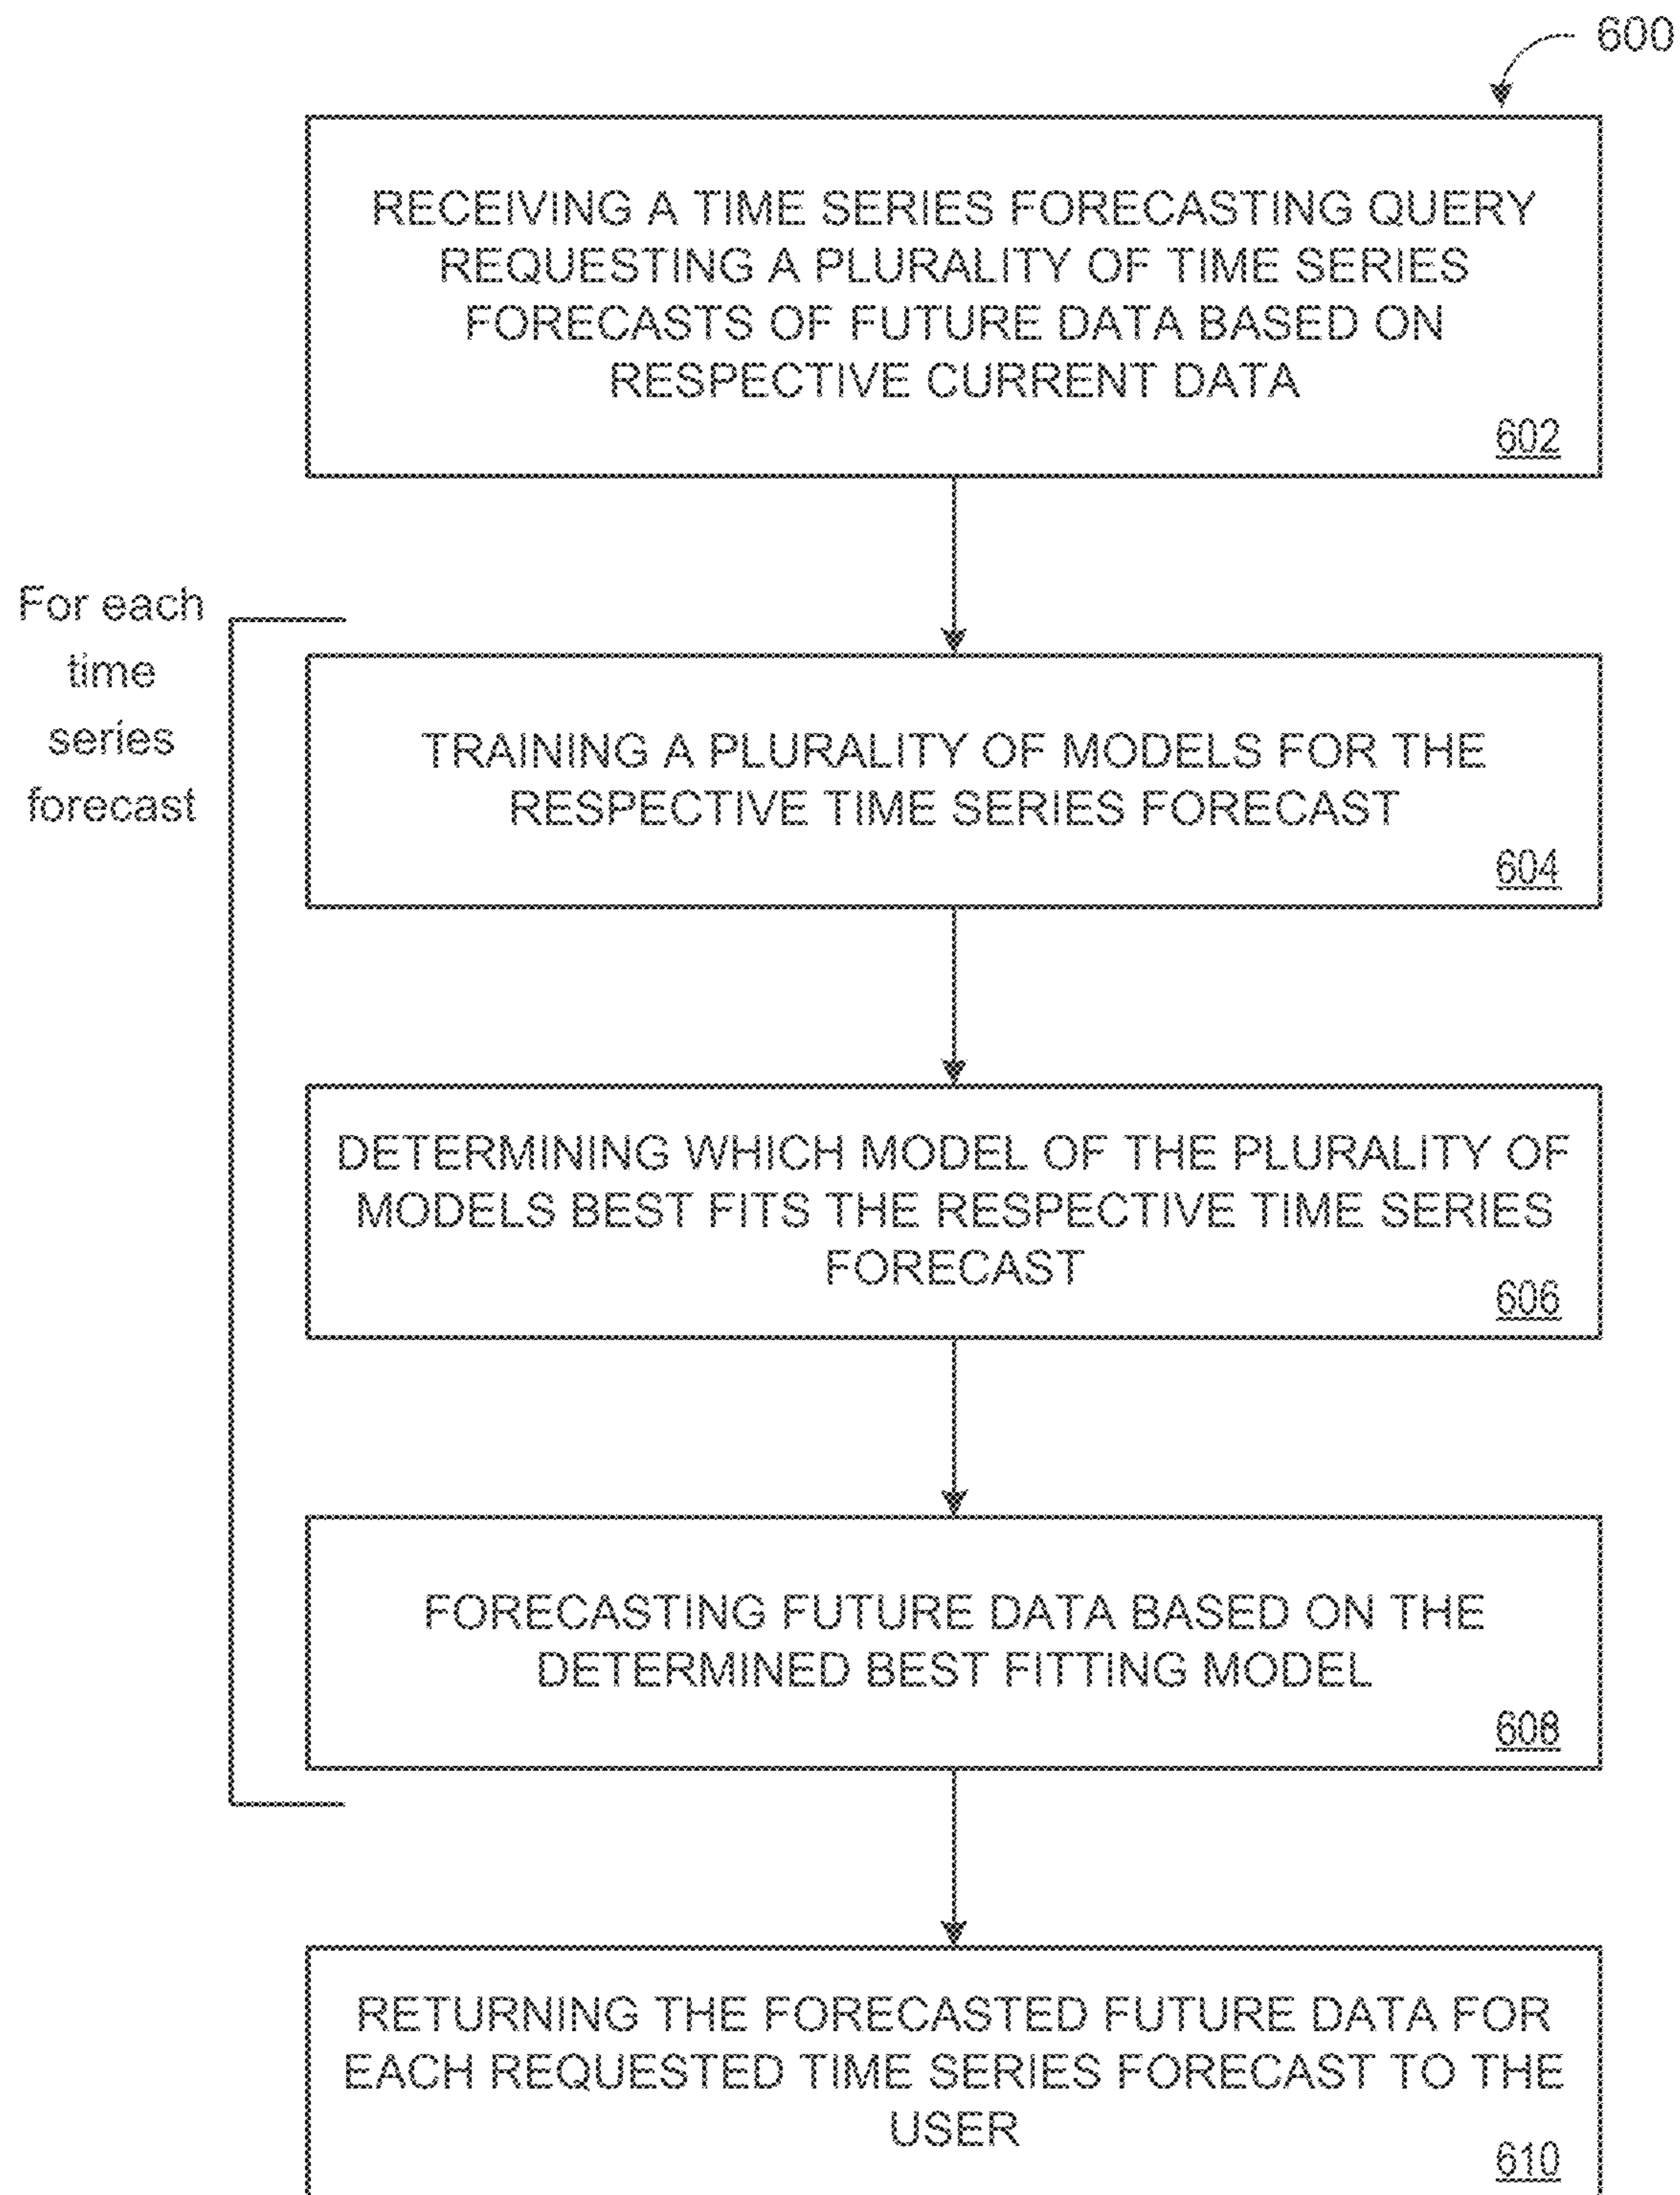 600
RECEIVING A TIME SERIES FORECASTING QUERY
REQUESTING A PLURALITY OF TIME SERIES
FORECASTS OF FUTURE DATA BASED ON
RESPECTIVE CURRENT DATA
602
For each
time
series
forecast
TRAINING A PLURALITY OF MODELS FOR THE
RESPECTIVE TIME SERIES FORECAST
604
DETERMINING WHICH MODEL OF THE PLURALITY OF
MODELS BEST FITS THE RESPECTIVE TIME SERIES
FORECAST
606
FORECASTING FUTURE DATA BASED ON THE
DETERMINED BEST FITTING MODEL
608
RETURNING THE FORECASTED FUTURE DATA FOR
EACH REQUESTED TIME SERIES FORECAST TO THE
USER
610